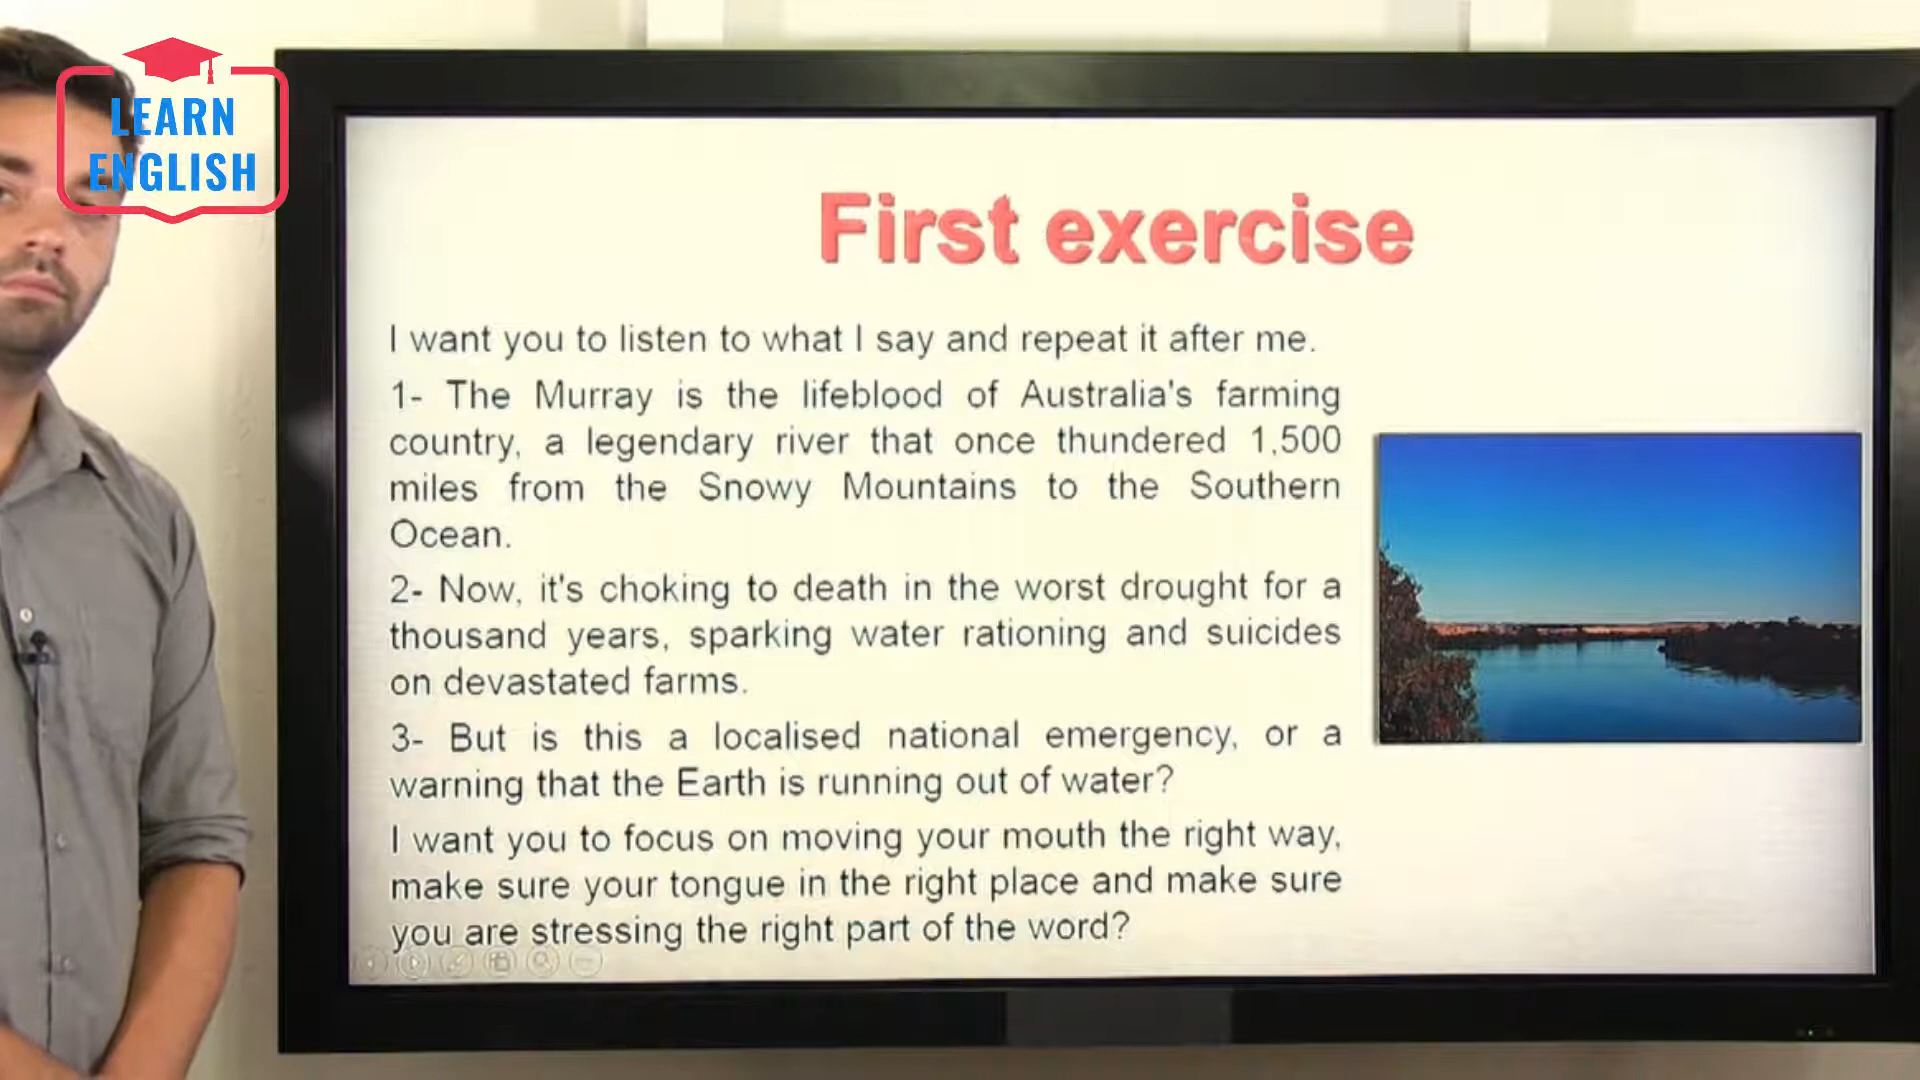 LEARN
ENGLISH
First exercise
I want you to listen to what I say and repeat it after me.
1- The Murray is the lifeblood of Australia's farming
country, a legendary river that once thundered 1,500
miles from the Snowy Mountains to the Southern
Ocean.
2- Now, it's choking to death in the worst drought for a
thousand years, sparking water rationing and suicides
on devastated farms.
3- But is this a localised national emergency, or a
warning that the Earth is running out of water?
I want you to focus on moving your mouth the right way,
make sure your tongue in the right place and make sure
you are stressing the right part of the word?